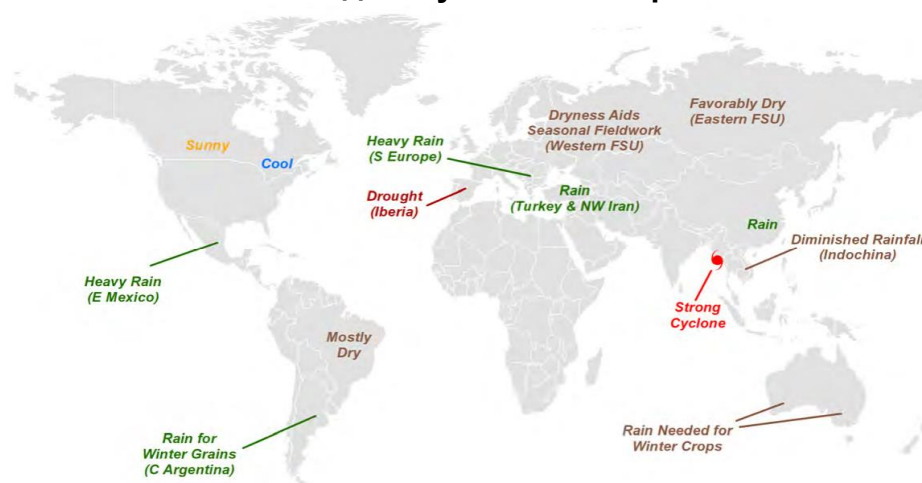 Sunny
Cool
Heavy Rain
(S Europe)
Dryness Aids
Seasonal Fieldwork
(Western FSU)
Favorably Dry
(Eastern FSU)
Drought
(Iberia)
Rain
(Turkey & NW Iran)
Rain
Diminished Rainfall
(Indochina)
Heavy Rain
(E Mexico)
Strong
Cyclone
Mostly
Dry
Rain for
Winter Grains
(C Argentina)
Rain Needed for
Winter Crops